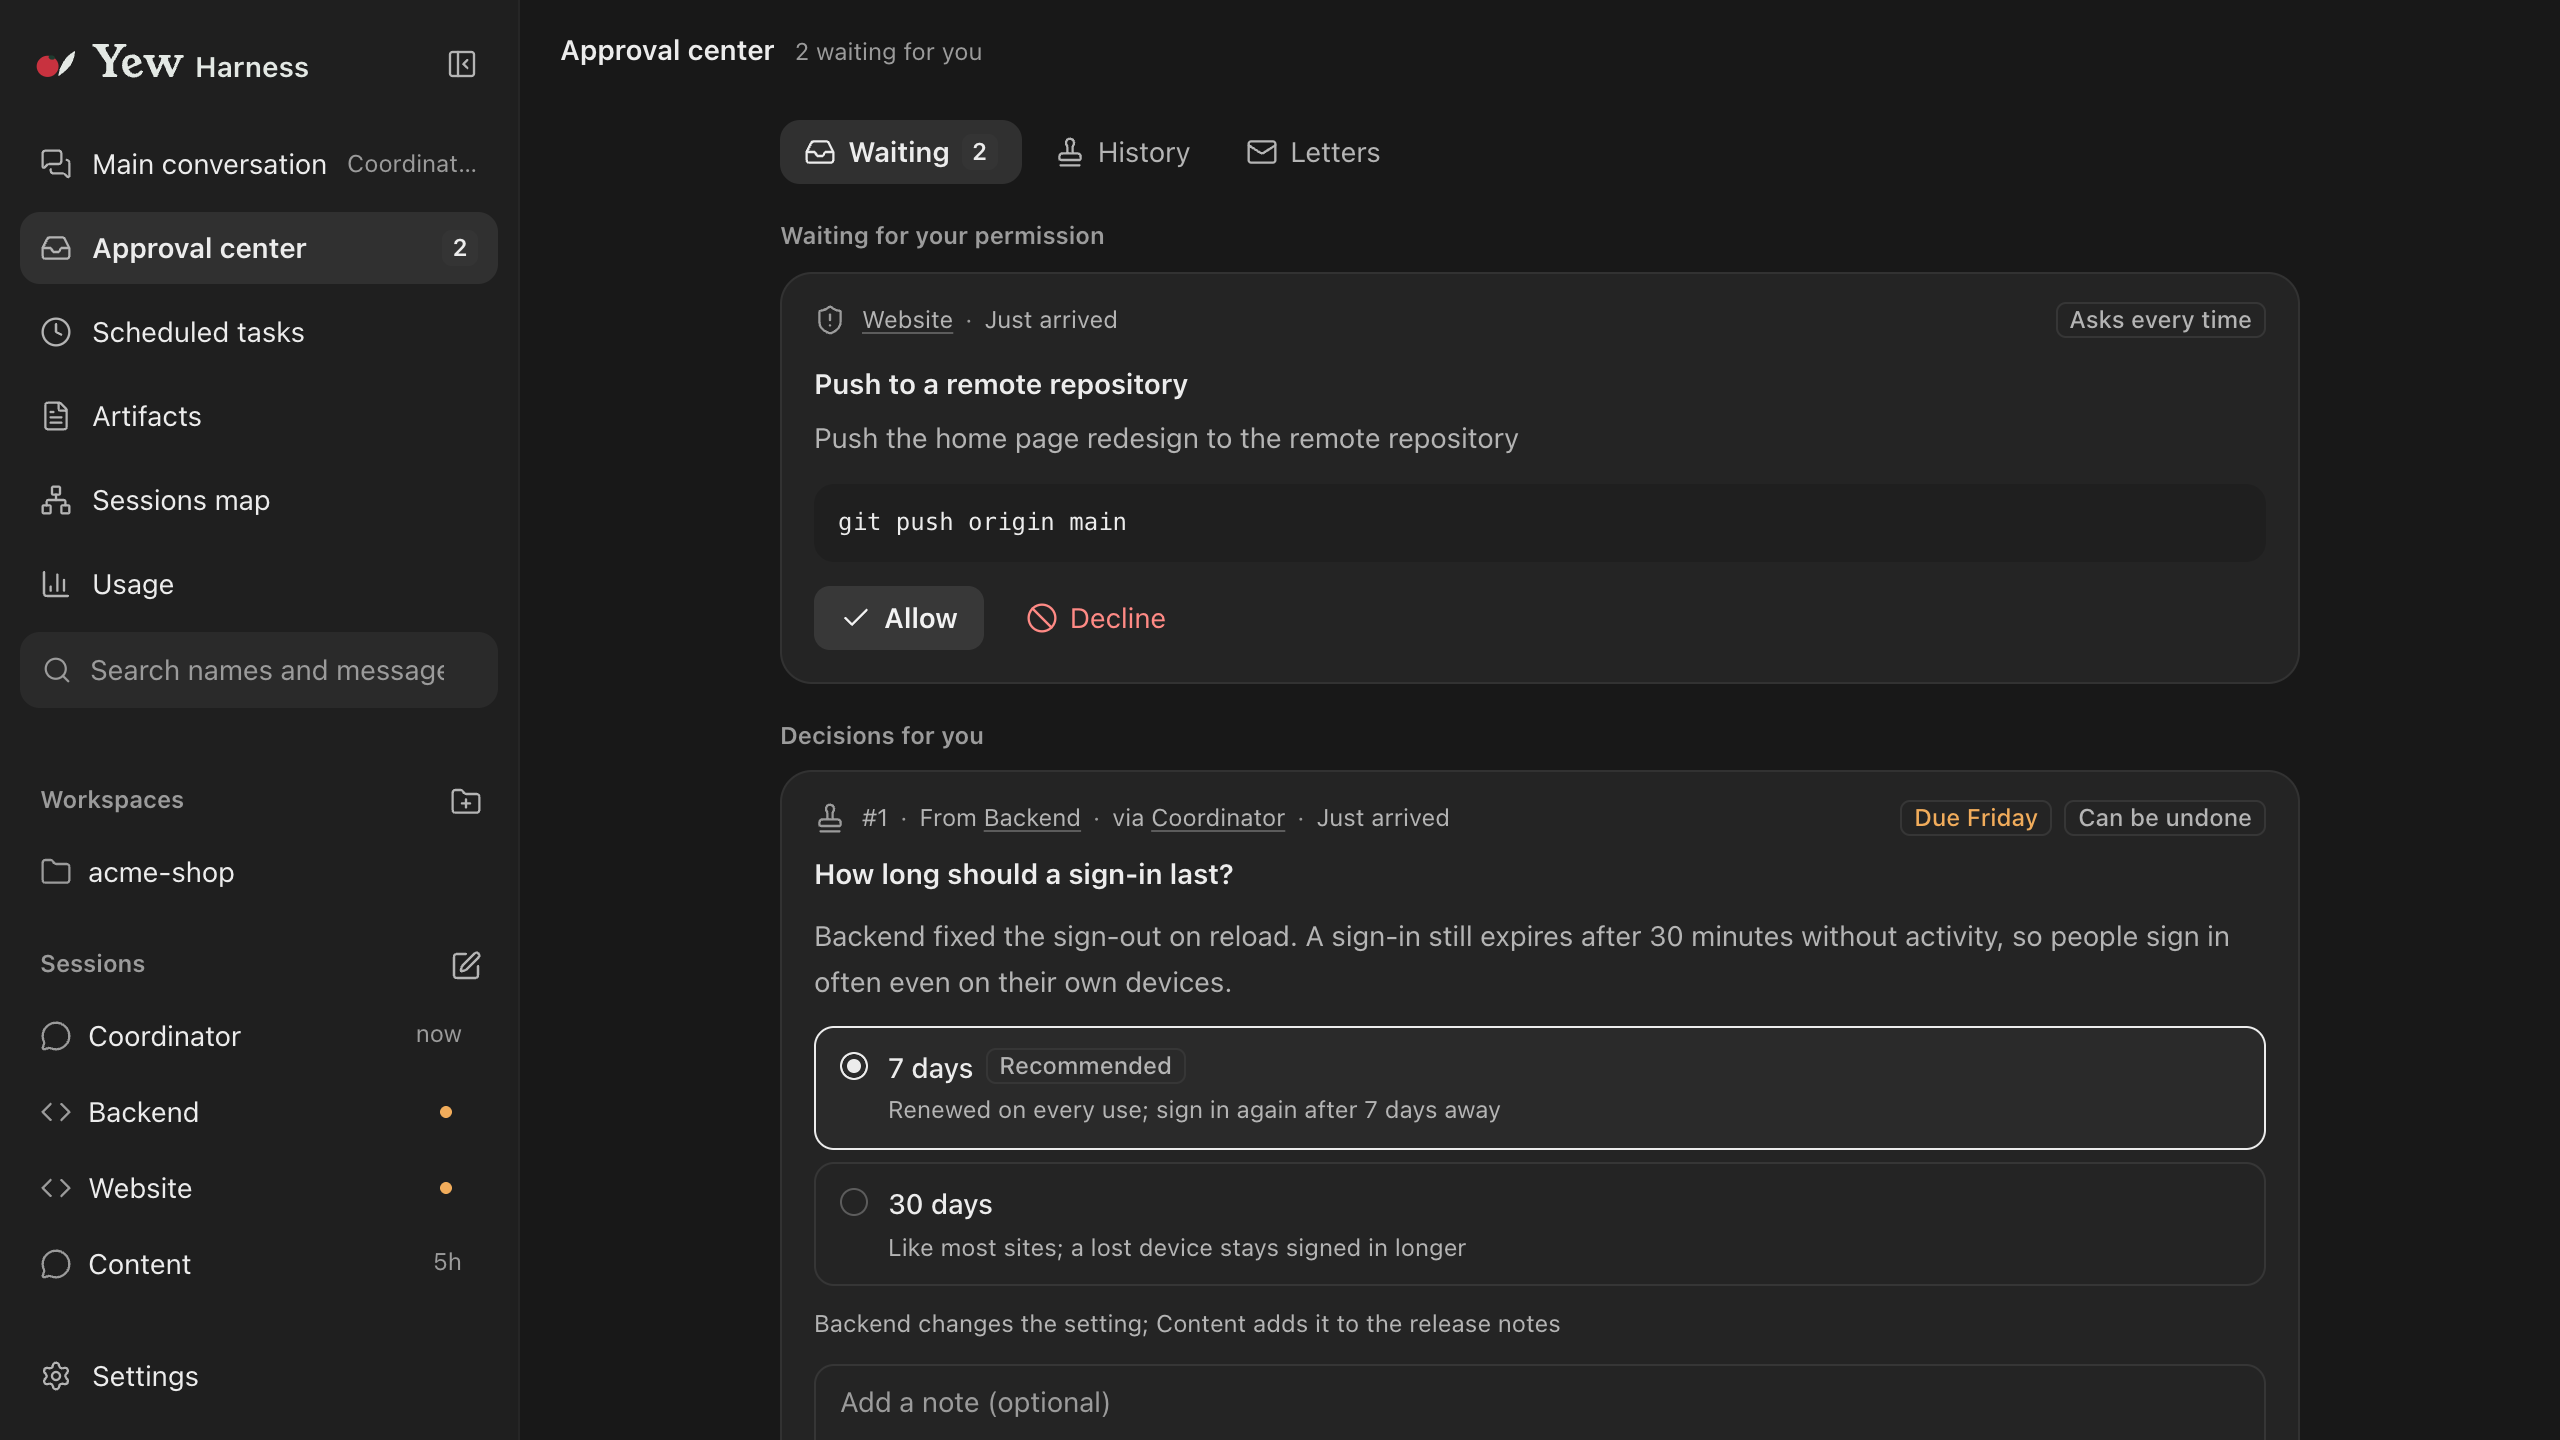 Yew Harness
Main conversation Coordinat...
Approval center 2
Scheduled tasks
Artifacts
Sessions map
Usage
Search names and message
Workspaces
acme-shop
Sessions
Coordinator now
Backend
Website
Content 5h
Settings
Approval center 2 waiting for you
Waiting 2 History Letters
Waiting for your permission
Website · Just arrived Asks every time
Push to a remote repository
Push the home page redesign to the remote repository
git push origin main
Allow Decline
Decisions for you
#1 · From Backend · via Coordinator · Just arrived Due Friday Can be undone
How long should a sign-in last?
Backend fixed the sign-out on reload. A sign-in still expires after 30 minutes without activity, so people sign in
often even on their own devices.
7 days Recommended
Renewed on every use; sign in again after 7 days away
30 days
Like most sites; a lost device stays signed in longer
Backend changes the setting; Content adds it to the release notes
Add a note (optional)